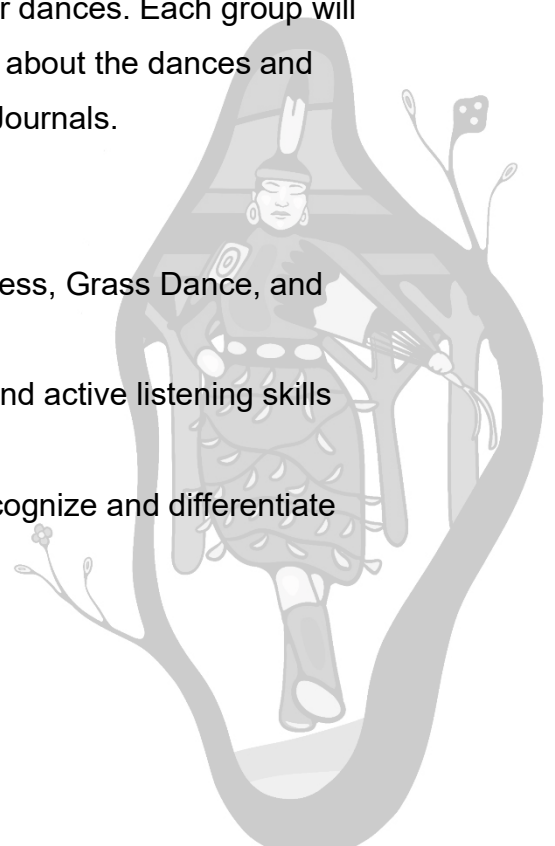 r dances. Each group will
about the dances and
Journals.
ess, Grass Dance, and
nd active listening skills
cognize and differentiate